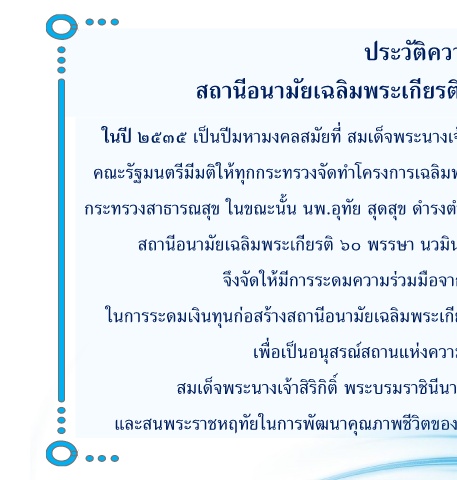 ประวัติควา
สถานีอนามัยเฉลิมพระเกียรติ
ในปี ๒๕๓๕ เป็นปีมหามงคลสมัยที่ สมเด็จพระนางเจ้
คณะรัฐมนตรีมีมติให้ทุกกระทรวงจัดทำโครงการเฉลิมพ
กระทรวงสาธารณสุข ในขณะนั้น นพ.อุทัย สุดสุข ดำรงตำ
สถานีอนามัยเฉลิมพระเกียรติ ๖๐ พรรษา นวมิน
จึงจัดให้มีการระดมความร่วมมือจา
ในการระดมเงินทุนก่อสร้างสถานีอนามัยเฉลิมพระเกีย
เพื่อเป็นอนุสรณ์สถานแห่งควา
สมเด็จพระนางเจ้าสิริกิติ์ พระบรมราชินีนา
และสนพระราชหฤทัยในการพัฒนาคุณภาพชีวิตของ